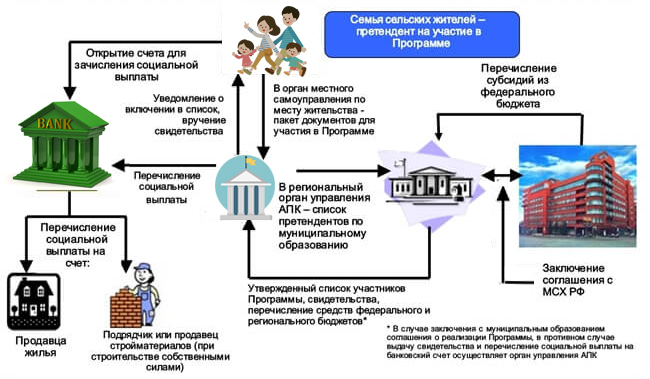 Семья сельских жителей –
претендент на участие в
Программе
Открытие счета для
зачисления социальной
выплаты
Уведомление о
включении в список,
вручение
свидетельства
В орган местного
самоуправления по
месту жительства -
пакет документов для
участия в Программе
Перечисление
субсидий из
федерального
бюджета
BANK
Перечисление
социальной
выплаты
В региональный
орган управления
АПК – список
претендентов по
муниципальному
образованию
Перечисление
социальной
выплаты на
счет:
Заключение
соглашения с
МСХ РФ
Утвержденный список участников
Программы, свидетельства,
перечисление средств федерального и
регионального бюджетов*
Продавца
жилья
Подрядчик или продавец
стройматериалов (при
строительстве собственными
силами)
* В случае заключения с муниципальным образованием
соглашения о реализации Программы, в противном случае
выдачу свидетельства и перечисление социальной выплаты на
банковский счет осуществляет орган управления АПК